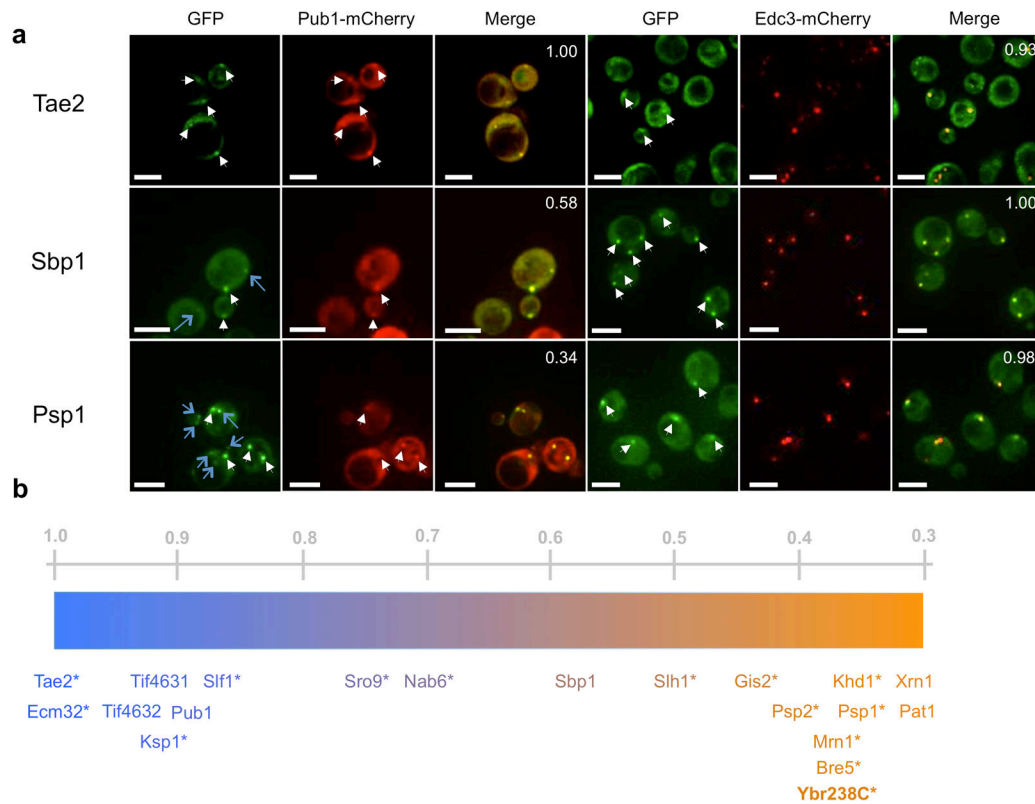 GFP Pub1-mCherry Merge GFP Edc3-mCherry Merge
a
Tae2 1.00 0.93
Sbp1 0.58 1.00
Psp1 0.34 0.98
b
1.0 0.9 0.8 0.7 0.6 0.5 0.4 0.3
Tae2* Tif4631 Slf1* Sro9* Nab6* Sbp1 Slh1* Gis2* Khd1* Xrn1
Ecm32* Tif4632 Pub1 Psp2* Psp1* Pat1
Ksp1* Mrn1*
Bre5*
Ybr238C*